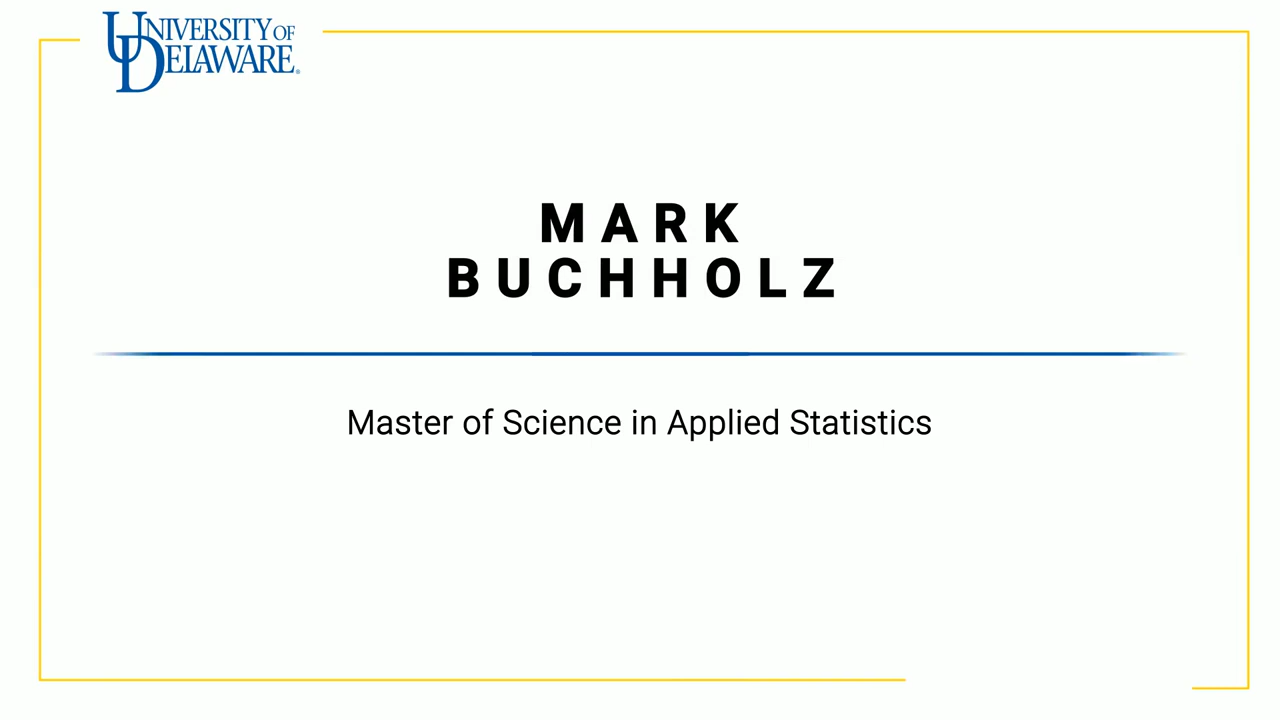 UNIVERSITY OF
DELAWARE®
MARK
BUCHHOLZ
Master of Science in Applied Statistics